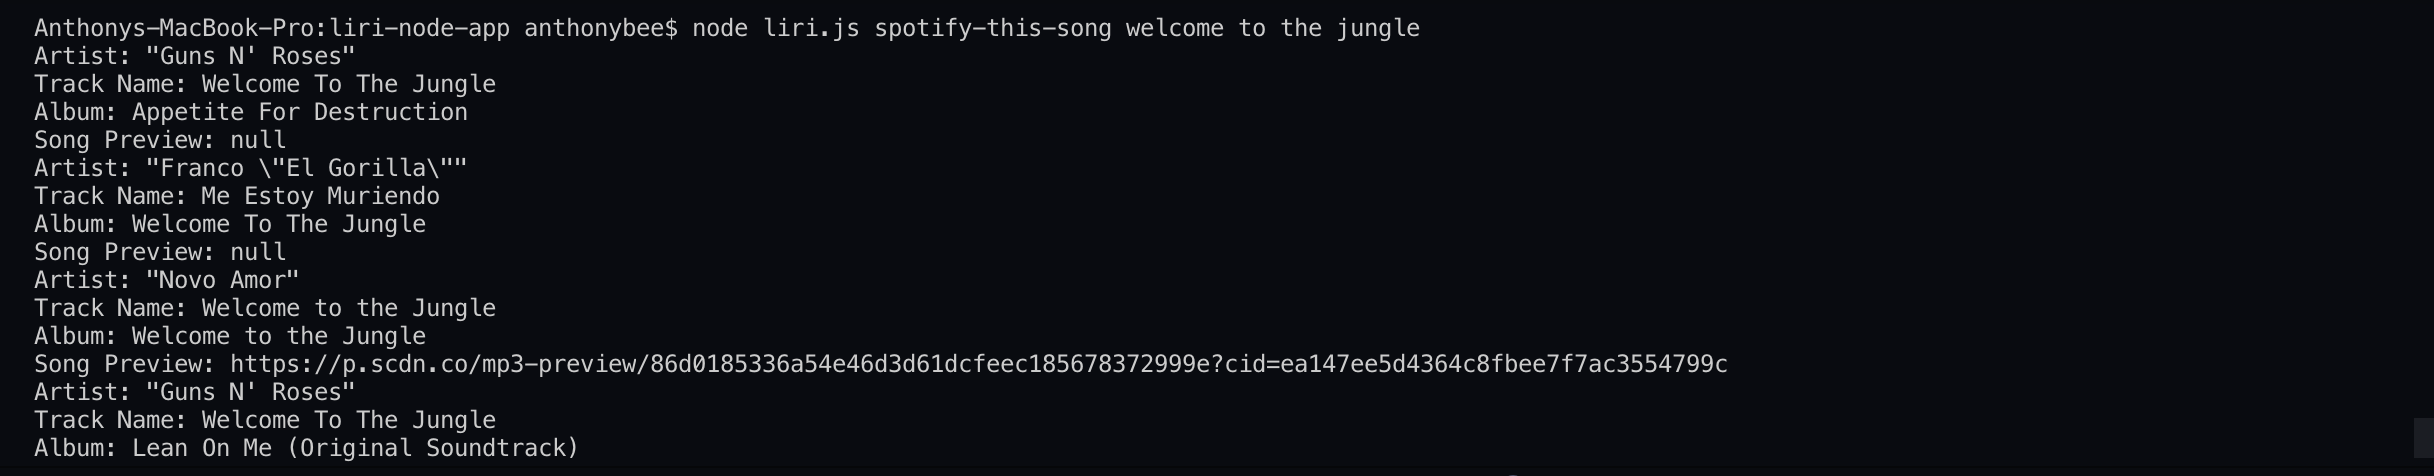 Anthonys-MacBook-Pro:liri-node-app anthonybee$ node liri.js spotify-this-song welcome to the jungle
Artist: "Guns N' Roses"
Track Name: Welcome To The Jungle
Album: Appetite For Destruction
Song Preview: null
Artist: "Franco \"El Gorilla\""
Track Name: Me Estoy Muriendo
Album: Welcome To The Jungle
Song Preview: null
Artist: "Novo Amor"
Track Name: Welcome to the Jungle
Album: Welcome to the Jungle
Song Preview: https://p.scdn.co/mp3-preview/86d0185336a54e46d3d61dcfeec185678372999e?cid=ea147ee5d4364c8fbee7f7ac3554799c
Artist: "Guns N' Roses"
Track Name: Welcome To The Jungle
Album: Lean On Me (Original Soundtrack)